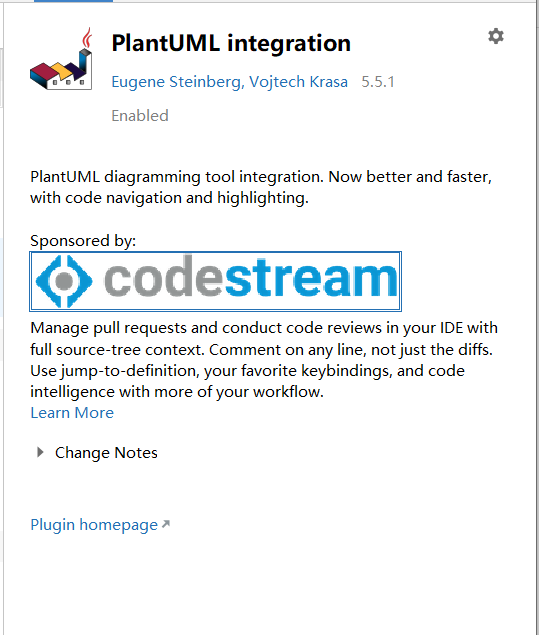 PlantUML integration
Eugene Steinberg, Vojtech Krasa 5.5.1
Enabled
PlantUML diagramming tool integration. Now better and faster,
with code navigation and highlighting.
Sponsored by:
codestream
Manage pull requests and conduct code reviews in your IDE with
full source-tree context. Comment on any line, not just the diffs.
Use jump-to-definition, your favorite keybindings, and code
intelligence with more of your workflow.
Learn More
Change Notes
Plugin homepage